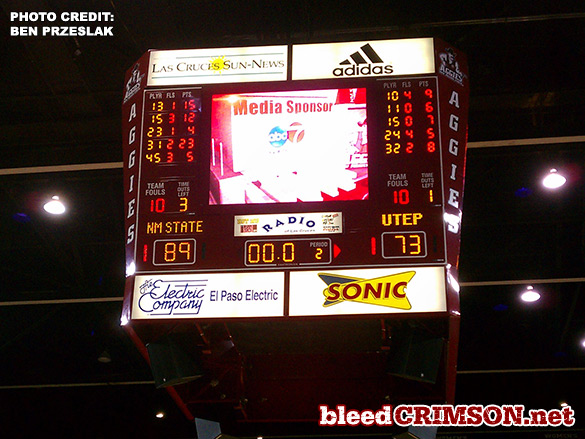 PHOTO CREDIT:
BEN PRZESLAK
LAS CRUCES SUN-NEWS
adidas
AGGIES
PLYR FLS PTS
13 1 15
15 3 12
23 1 4
31 2 23
45 3 5
Media Sponsor
abc
7
PLYR FLS PTS
10 4 9
11 0 6
15 0 7
24 4 5
32 2 8
AGGIES
TEAM FOULS
TIME OUTS LEFT
10 3
TEAM FOULS
TIME OUTS LEFT
10 1
NM STATE
RADIO
UTEP
89
00.0
PERIOD
2
73
The Electric Company
El Paso Electric
SONIC
bleedCRIMSON.net